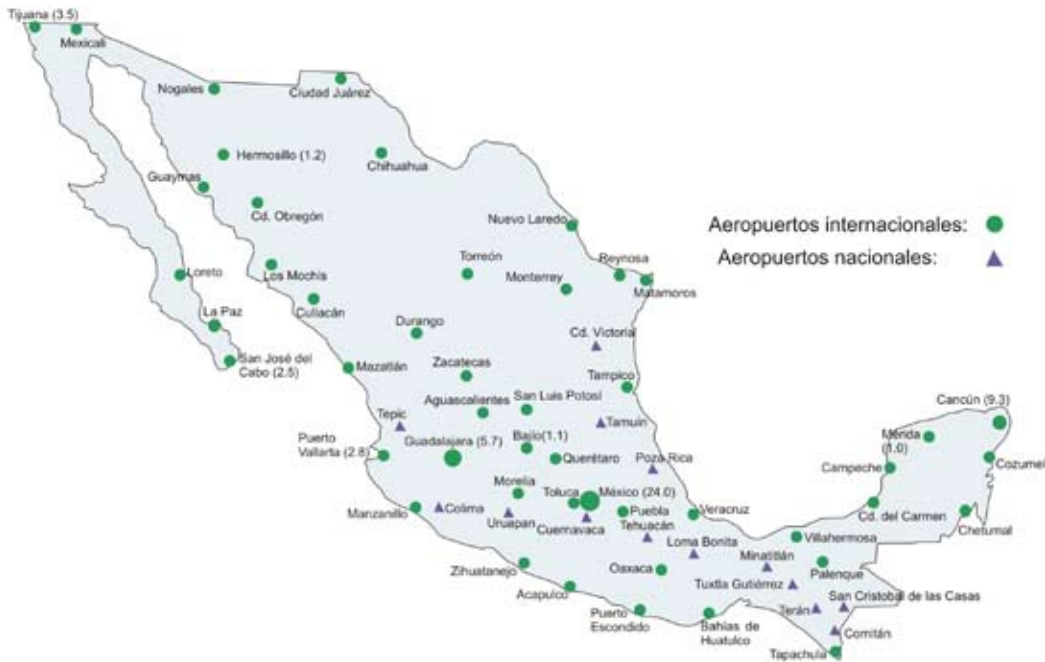 Tijuana (3.5)
Mexicali
Nogales
Ciudad Juárez
Hermosillo (1.2)
Chihuahua
Guaymas
Cd. Obregón
Nuevo Laredo
Aeropuertos internacionales:
Aeropuertos nacionales:
Loreto
Los Mochis
Torreón
Monterrey
Reynosa
Matamoros
La Paz
Culiacán
Durango
Cd. Victoria
San José del
Cabo (2.5)
Mazatlán
Zacatecas
Tampico
Aguascalientes
San Luis Potosí
Cancún (9.3)
Tepic
Tamuin
Puerto
Vallarta (2.8)
Guadalajara (5.7)
Bajío(1.1)
Querétaro
Poza Rica
Mérida
(1.0)
Campeche
Cozumel
Morelia
Toluca
México (24.0)
Manzanillo
Colima
Uruapan
Cuernavaca
Puebla
Tehuacán
Veracruz
Cd. del Carmen
Chetumal
Loma Bonita
Villahermosa
Minatitlán
Zihuatanejo
Oaxaca
Palenque
Acapulco
Tuxtla Gutiérrez
San Cristobal de las Casas
Puerto
Escondido
Bahías de
Huatulco
Terán
Comitán
Tapachula